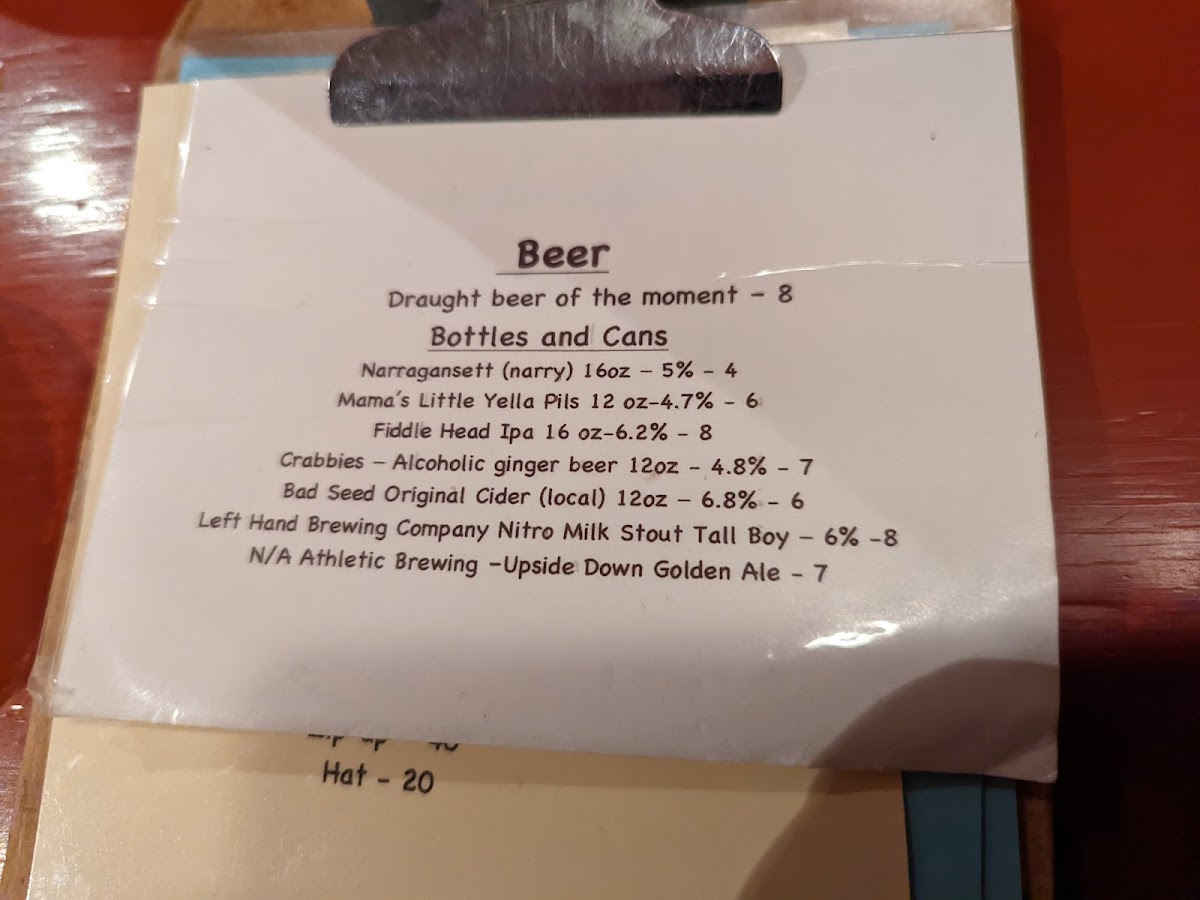 Beer
Draught beer of the moment - 8
Bottles and Cans
Narragansett (narry) 16oz - 5% - 4
Mama's Little Yella Pils 12 oz-4.7% - 6
Fiddle Head Ipa 16 oz-6.2% - 8
Crabbies - Alcoholic ginger beer 12oz - 4.8% - 7
Bad Seed Original Cider (local) 12oz - 6.8% - 6
Left Hand Brewing Company Nitro Milk Stout Tall Boy - 6% -8
N/A Athletic Brewing -Upside Down Golden Ale - 7
Hat - 20